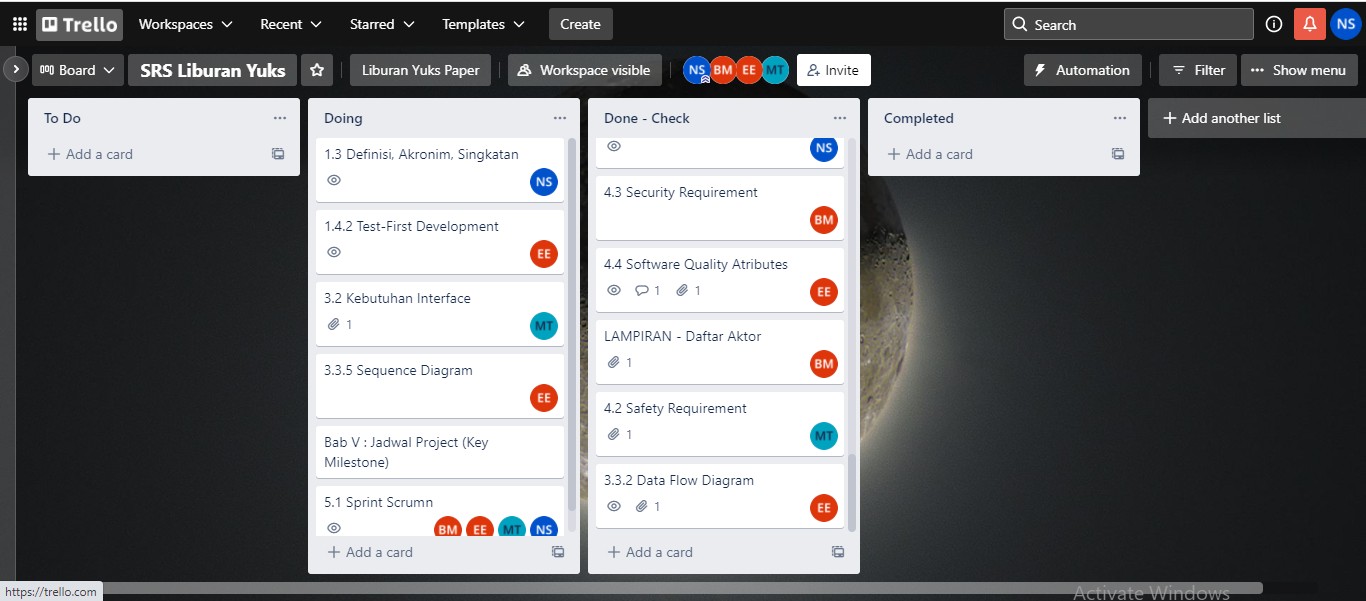 Trello Workspaces Recent Starred Templates Create Search NS
Board SRS Liburan Yuks Liburan Yuks Paper Workspace visible NS BM EE MT Invite Automation Filter Show menu
To Do
Add a card
Doing
1.3 Definisi, Akronim, Singkatan
NS
1.4.2 Test-First Development
EE
3.2 Kebutuhan Interface
1 MT
3.3.5 Sequence Diagram
EE
Bab V : Jadwal Project (Key
Milestone)
5.1 Sprint Scrumn
BM EE MT NS
Add a card
Done - Check
NS
4.3 Security Requirement
BM
4.4 Software Quality Atributes
1 1 EE
LAMPIRAN - Daftar Aktor
1 BM
4.2 Safety Requirement
1 MT
3.3.2 Data Flow Diagram
1 EE
Add a card
Completed
Add a card
Add another list
https://trello.com
Activate Windows